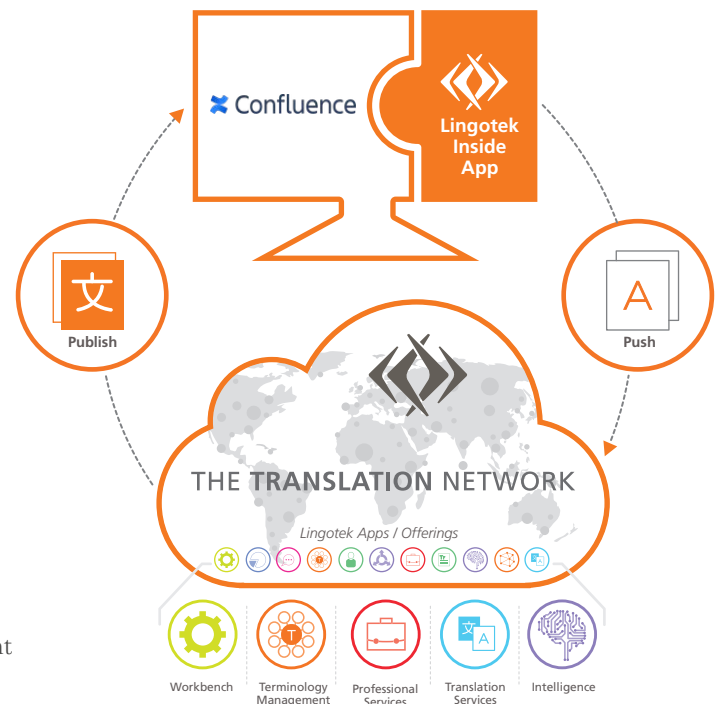 Confluence
Lingotek
Inside
App
文
Publish
A
Push
THE TRANSLATION NETWORK
Lingotek Apps / Offerings
T
文
A
Workbench
Terminology
Management
Professional
Services
Translation
Services
Intelligence